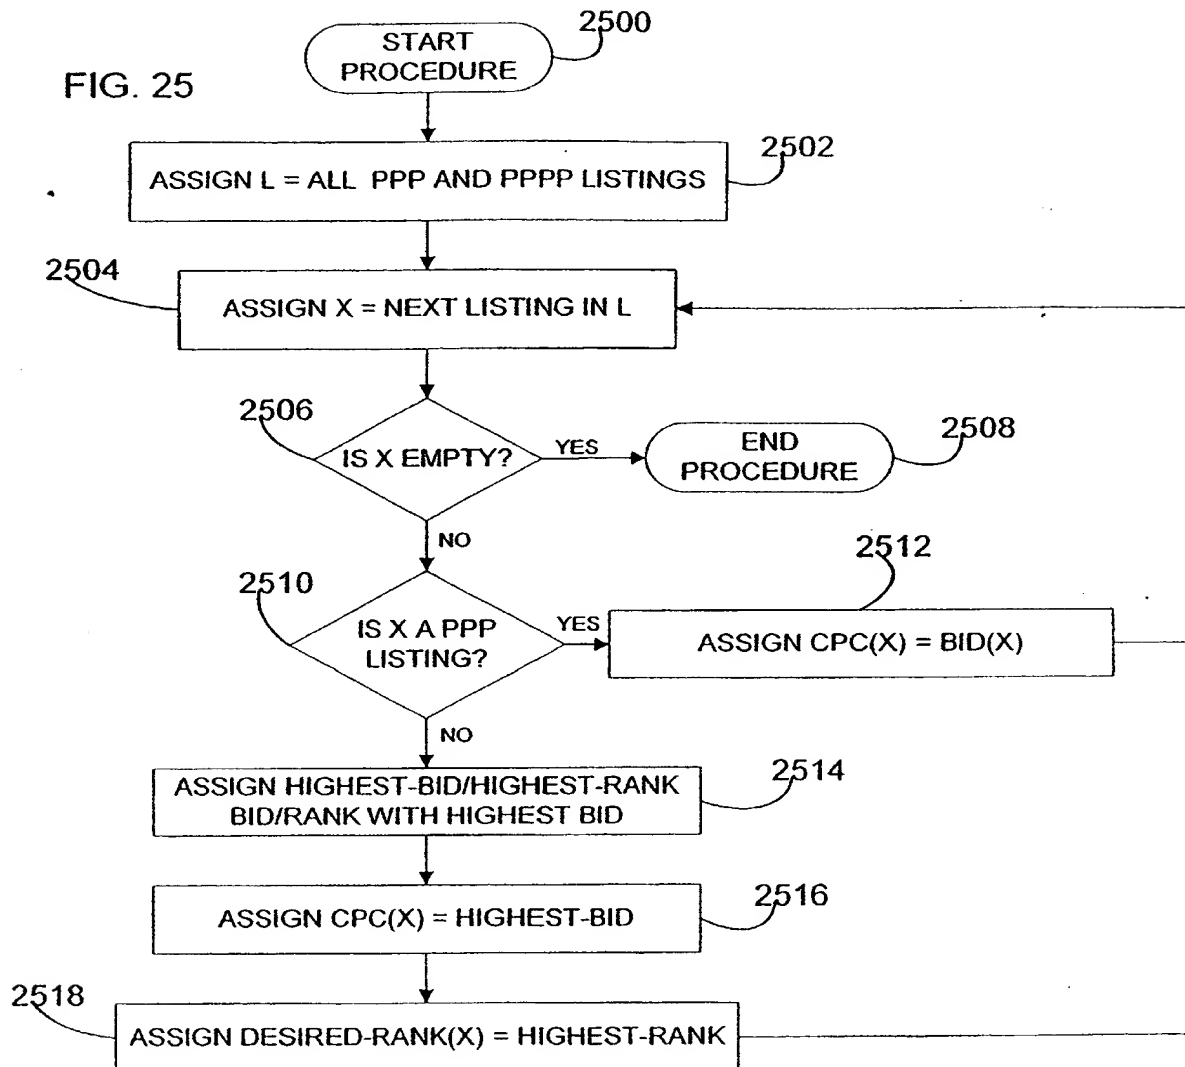 FIG. 25
START
PROCEDURE
2500
ASSIGN L = ALL PPP AND PPPP LISTINGS
2502
2504
ASSIGN X = NEXT LISTING IN L
2506
IS X EMPTY?
YES
END
PROCEDURE
2508
NO
2510
IS X A PPP
LISTING?
YES
2512
ASSIGN CPC(X) = BID(X)
NO
ASSIGN HIGHEST-BID/HIGHEST-RANK
BID/RANK WITH HIGHEST BID
2514
ASSIGN CPC(X) = HIGHEST-BID
2516
2518
ASSIGN DESIRED-RANK(X) = HIGHEST-RANK